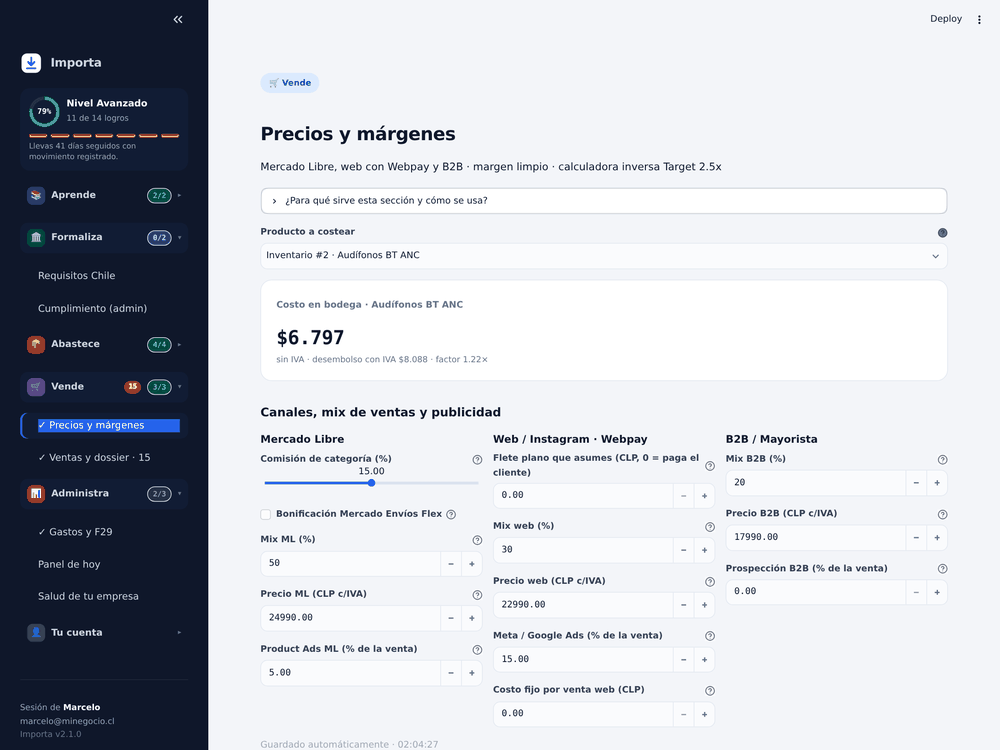 Deploy
Importa
79%
Nivel Avanzado
11 de 14 logros
Llevas 41 días seguidos con
movimiento registrado.
Aprende
2/2
Formaliza
0/2
Requisitos Chile
Cumplimiento (admin)
Abastece
4/4
Vende
15
3/3
✓ Precios y márgenes
✓ Ventas y dossier · 15
Administra
2/3
✓ Gastos y F29
Panel de hoy
Salud de tu empresa
Tu cuenta
Sesión de Marcelo
marcelo@minegocio.cl
Importa v2.1.0
Vende
Precios y márgenes
Mercado Libre, web con Webpay y B2B · margen limpio · calculadora inversa Target 2.5x
¿Para qué sirve esta sección y cómo se usa?
Producto a costear
Inventario #2 · Audífonos BT ANC
Costo en bodega · Audífonos BT ANC
$6.797
sin IVA · desembolso con IVA $8.088 · factor 1.22×
Canales, mix de ventas y publicidad
Mercado Libre
Comisión de categoría (%)
15.00
Bonificación Mercado Envíos Flex
Mix ML (%)
50
Precio ML (CLP c/IVA)
24990.00
Product Ads ML (% de la venta)
5.00
Web / Instagram · Webpay
Flete plano que asumes (CLP, 0 = paga el
cliente)
0.00
Mix web (%)
30
Precio web (CLP c/IVA)
22990.00
Meta / Google Ads (% de la venta)
15.00
Costo fijo por venta web (CLP)
0.00
B2B / Mayorista
Mix B2B (%)
20
Precio B2B (CLP c/IVA)
17990.00
Prospección B2B (% de la venta)
0.00
Guardado automáticamente · 02:04:27